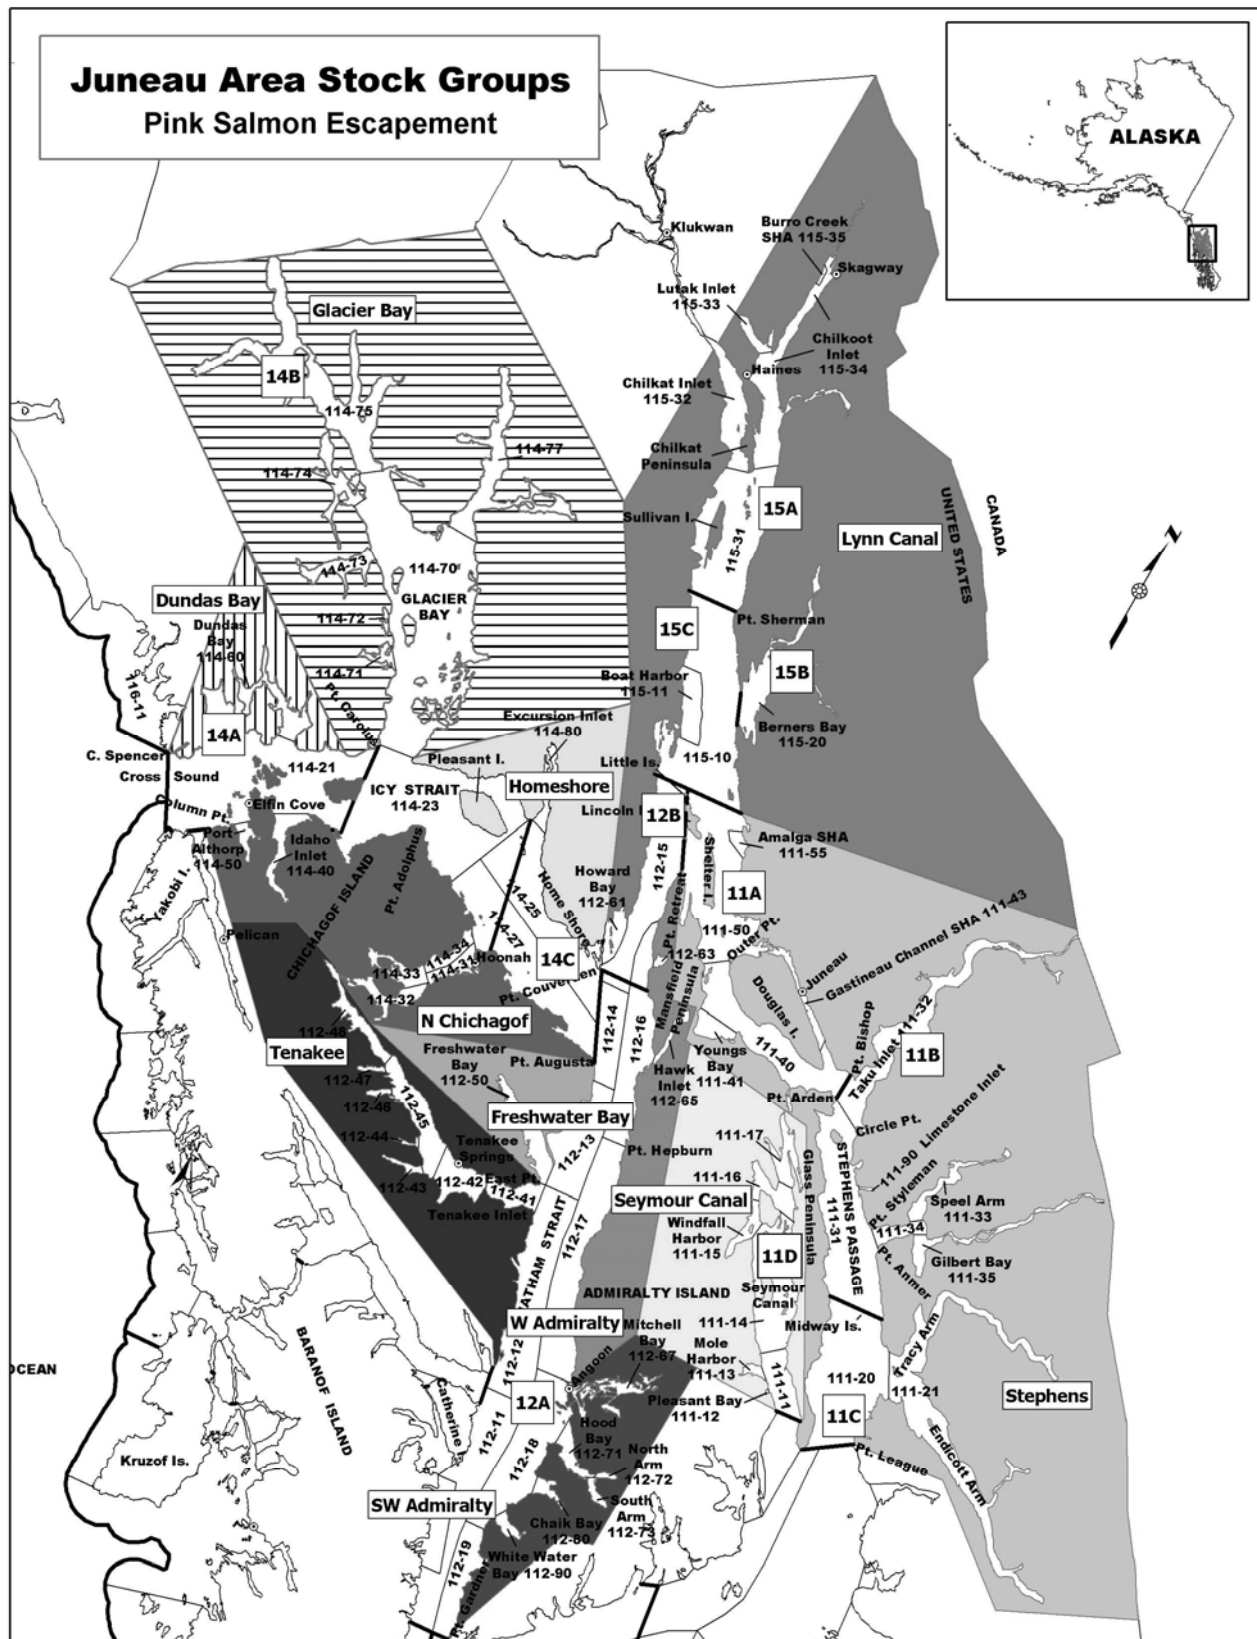 Juneau Area Stock Groups
Pink Salmon Escapement
ALASKA
Klukwan
Burro Creek
SHA 115-35
Skagway
Lutak Inlet
115-33
Chilkoot
Inlet
115-34
Haines
Chilkat Inlet
115-32
Chilkat
Peninsula
Glacier Bay
14B
114-75
114-77
114-74
15A
Sullivan I.
115-31
Lynn Canal
UNITED STATES
CANADA
N
114-73
114-70
GLACIER
BAY
Dundas Bay
Dundas
Bay
114-60
114-72
114-71
Pt. Carolus
15C
Pt. Sherman
15B
Boat Harbor
115-11
Berners Bay
115-20
116-11
14A
Excursion Inlet
114-80
C. Spencer
Cross Sound
114-21
Pleasant I.
115-10
Little Is.
ICY STRAIT
114-23
Homeshore
Column Pt.
Elfin Cove
Lincoln I
12B
Port
Althorp
114-50
Idaho
Inlet
114-40
Amalga SHA
111-55
Yakobi I.
Pt. Adolphus
CHICHAGOF ISLAND
112-15
Shelter I.
Howard
Bay
112-61
Home Shore
114-25
11A
Pt. Retreat
111-50
Outer Pt.
Gastineau Channel SHA 111-43
Pelican
114-27
114-34
114-31
114-33
Hoonah
14C
112-63
Juneau
Douglas I.
114-32
Pt. Couverden
Mansfield
Peninsula
N Chichagof
112-14
112-16
Pt. Bishop
Taku Inlet 111-32
112-48
Tenakee
Freshwater
Bay
112-50
Pt. Augusta
Youngs
Bay
111-41
111-40
11B
112-47
112-46
112-45
Hawk
Inlet
112-65
Pt. Arden
Freshwater Bay
Circle Pt.
112-44
Tenakee
Springs
112-13
Pt. Hepburn
111-17
111-90 Limestone Inlet
112-43
112-42
East Pt.
112-41
111-16
Seymour Canal
Glass Peninsula
STEPHENS PASSAGE
111-31
Pt. Styleman
Speel Arm
111-33
Tenakee Inlet
112-17
Windfall
Harbor
111-15
111-34
11D
Gilbert Bay
111-35
Pt. Anmer
ADMIRALTY ISLAND
Seymour
Canal
W Admiralty
111-14
Midway Is.
Mitchell
Bay
112-67
Mole
Harbor
111-13
Tracy Arm
OCEAN
BARANOF ISLAND
112-12
Angoon
111-20
111-21
Stephens
12A
Pleasant Bay
111-12
111-11
11C
112-11
Hood
Bay
112-71
Kruzof Is.
112-18
North
Arm
112-72
Pt. League
Endicott Arm
SW Admiralty
Chaik Bay
112-80
South
Arm
112-73
White Water
Bay 112-90
112-19
Pt. Gardner